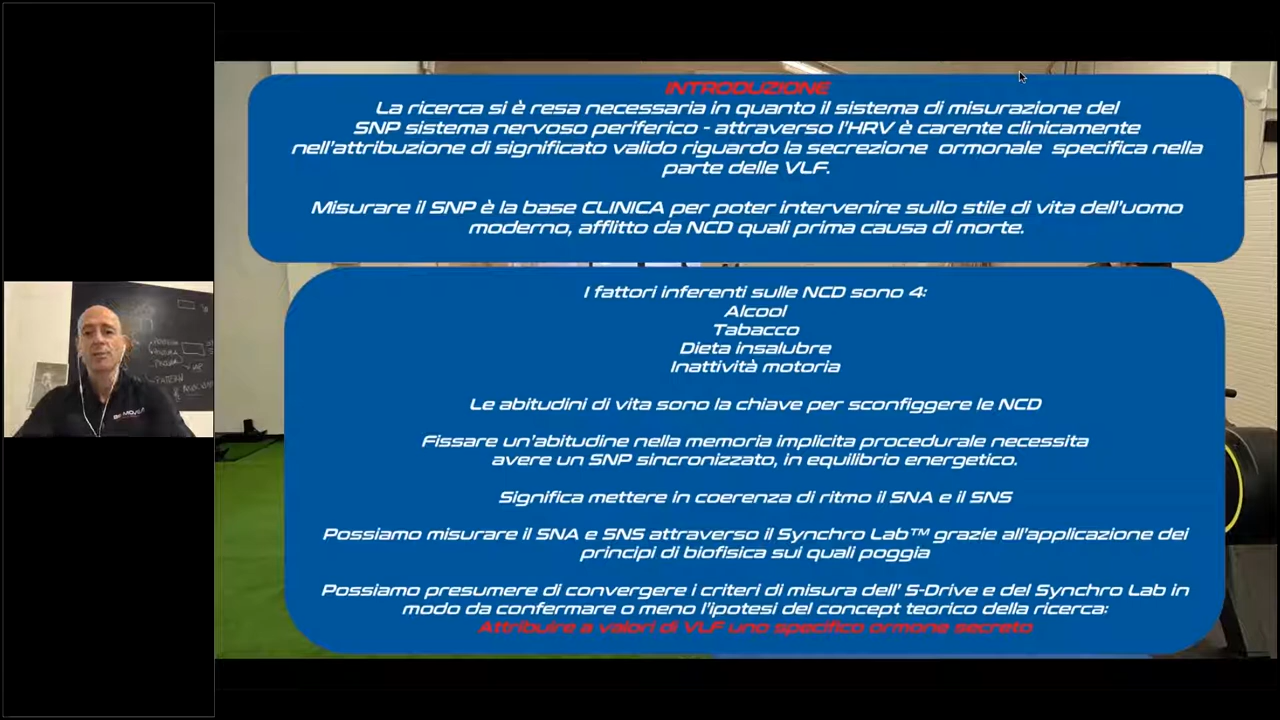 INTRODUZIONE
La ricerca si è resa necessaria in quanto il sistema di misurazione del
SNP sistema nervoso periferico - attraverso l'HRV è carente clinicamente
nell'attribuzione di significato valido riguardo la secrezione ormonale specifica nella
parte delle VLF.
Misurare il SNP è la base CLINICA per poter intervenire sullo stile di vita dell'uomo
moderno, afflitto da NCD quali prima causa di morte.
I fattori inferenti sulle NCD sono 4:
Alcool
Tabacco
Dieta insalubre
Inattività motoria
Le abitudini di vita sono la chiave per sconfiggere le NCD
Fissare un'abitudine nella memoria implicita procedurale necessita
avere un SNP sincronizzato, in equilibrio energetico.
Significa mettere in coerenza di ritmo il SNA e il SNS
Possiamo misurare il SNA e SNS attraverso il Synchro Lab™ grazie all'applicazione dei
principi di biofisica sui quali poggia
Possiamo presumere di convergere i criteri di misura dell' S-Drive e del Synchro Lab in
modo da confermare o meno l'ipotesi del concept teorico della ricerca:
Attribuire a valori di VLF uno specifico ormone secreto